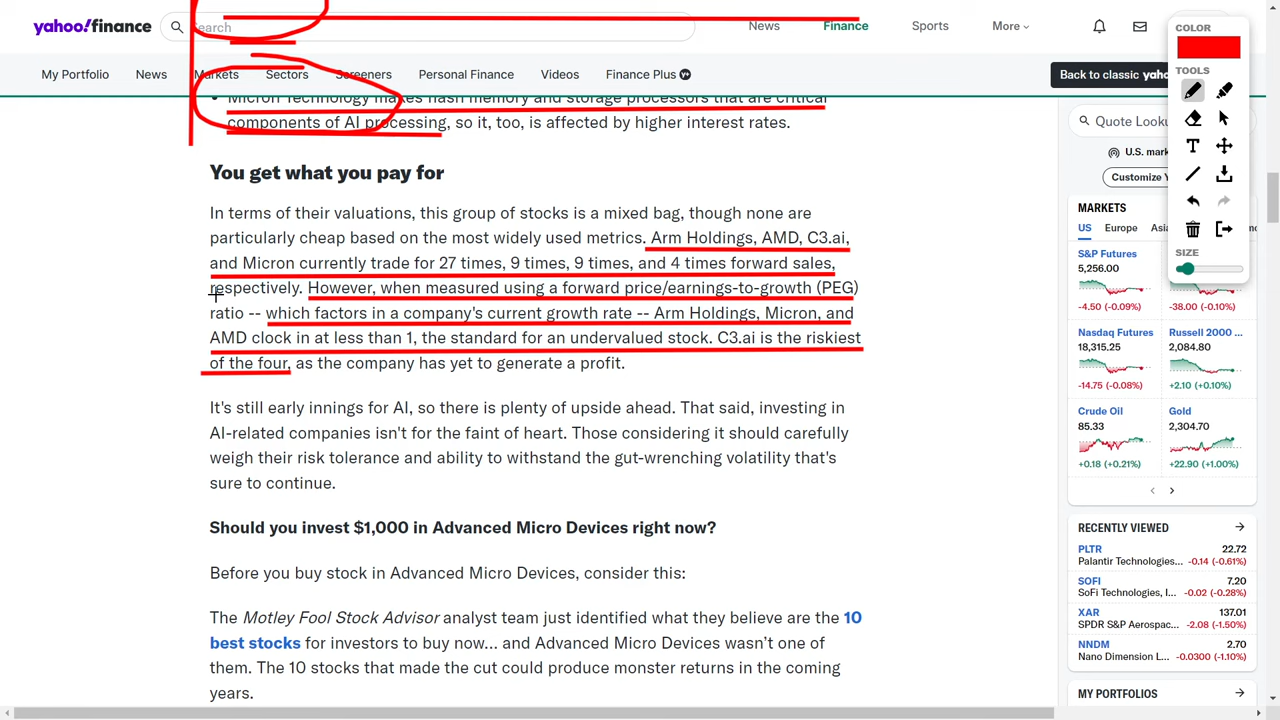 yahoo!finance
Search
News
Finance
Sports
More
My Portfolio
News
Markets
Sectors
Screeners
Personal Finance
Videos
Finance Plus
Back to classic
COLOR
TOOLS
T
SIZE
Micron Technology makes flash memory and storage processors that are critical
components of AI processing, so it, too, is affected by higher interest rates.
You get what you pay for
In terms of their valuations, this group of stocks is a mixed bag, though none are
particularly cheap based on the most widely used metrics. Arm Holdings, AMD, C3.ai,
and Micron currently trade for 27 times, 9 times, 9 times, and 4 times forward sales,
respectively. However, when measured using a forward price/earnings-to-growth (PEG)
ratio -- which factors in a company's current growth rate -- Arm Holdings, Micron, and
AMD clock in at less than 1, the standard for an undervalued stock. C3.ai is the riskiest
of the four, as the company has yet to generate a profit.
It's still early innings for AI, so there is plenty of upside ahead. That said, investing in
AI-related companies isn't for the faint of heart. Those considering it should carefully
weigh their risk tolerance and ability to withstand the gut-wrenching volatility that's
sure to continue.
Should you invest $1,000 in Advanced Micro Devices right now?
Before you buy stock in Advanced Micro Devices, consider this:
The Motley Fool Stock Advisor analyst team just identified what they believe are the 10
best stocks for investors to buy now… and Advanced Micro Devices wasn't one of
them. The 10 stocks that made the cut could produce monster returns in the coming
years.
Quote
U.S.
Customize
MARKETS
US Europe
S&P Futures
5,256.00
-4.50 (-0.09%)
-38.00 (-0.10%)
Nasdaq Futures
18,315.25
-14.75 (-0.08%)
Russell 2000 ...
2,084.80
+2.10 (+0.10%)
Crude Oil
85.33
+0.18 (+0.21%)
Gold
2,304.70
+22.90 (+1.00%)
RECENTLY VIEWED
PLTR 22.72
Palantir Technologies... -0.14 (-0.61%)
SOFI 7.20
SoFi Technologies, I... -0.02 (-0.28%)
XAR 137.01
SPDR S&P Aerospac... -2.08 (-1.50%)
NNDM 2.70
Nano Dimension L... -0.0300 (-1.10%)
MY PORTFOLIOS